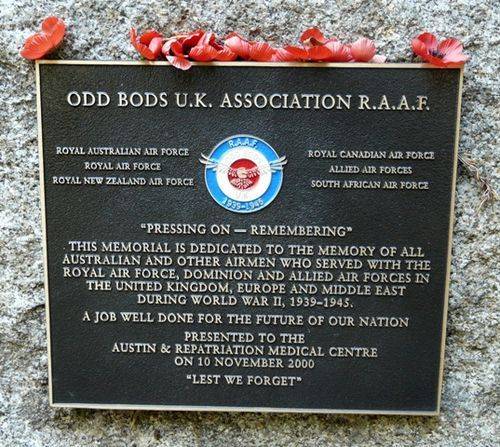 ODD BODS U.K. ASSOCIATION R.A.A.F.
ROYAL AUSTRALIAN AIR FORCE
ROYAL AIR FORCE
ROYAL NEW ZEALAND AIR FORCE
R.A.A.F.
1939-1945
ROYAL CANADIAN AIR FORCE
ALLIED AIR FORCES
SOUTH AFRICAN AIR FORCE
"PRESSING ON — REMEMBERING"
THIS MEMORIAL IS DEDICATED TO THE MEMORY OF ALL
AUSTRALIAN AND OTHER AIRMEN WHO SERVED WITH THE
ROYAL AIR FORCE, DOMINION AND ALLIED AIR FORCES IN
THE UNITED KINGDOM, EUROPE AND MIDDLE EAST
DURING WORLD WAR II, 1939-1945.
A JOB WELL DONE FOR THE FUTURE OF OUR NATION
PRESENTED TO THE
AUSTIN & REPATRIATION MEDICAL CENTRE
ON 10 NOVEMBER 2000
"LEST WE FORGET"